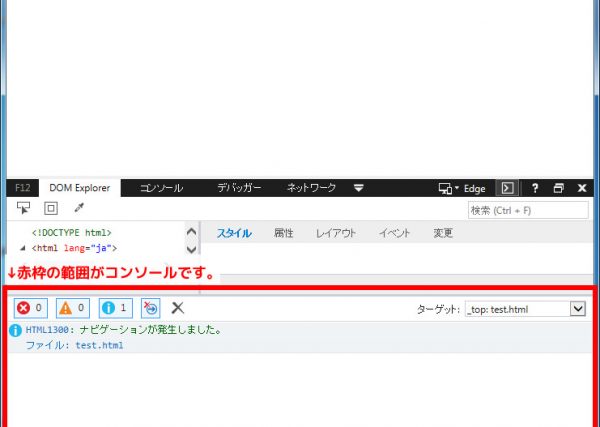 F12 DOM Explorer コンソール デバッガー ネットワーク Edge ?
検索 (Ctrl + F)
<!DOCTYPE html>
<html lang="ja">
スタイル 属性 レイアウト イベント 変更
↓赤枠の範囲がコンソールです。
0 0 1 ターゲット: _top: test.html
HTML1300: ナビゲーションが発生しました。
ファイル: test.html